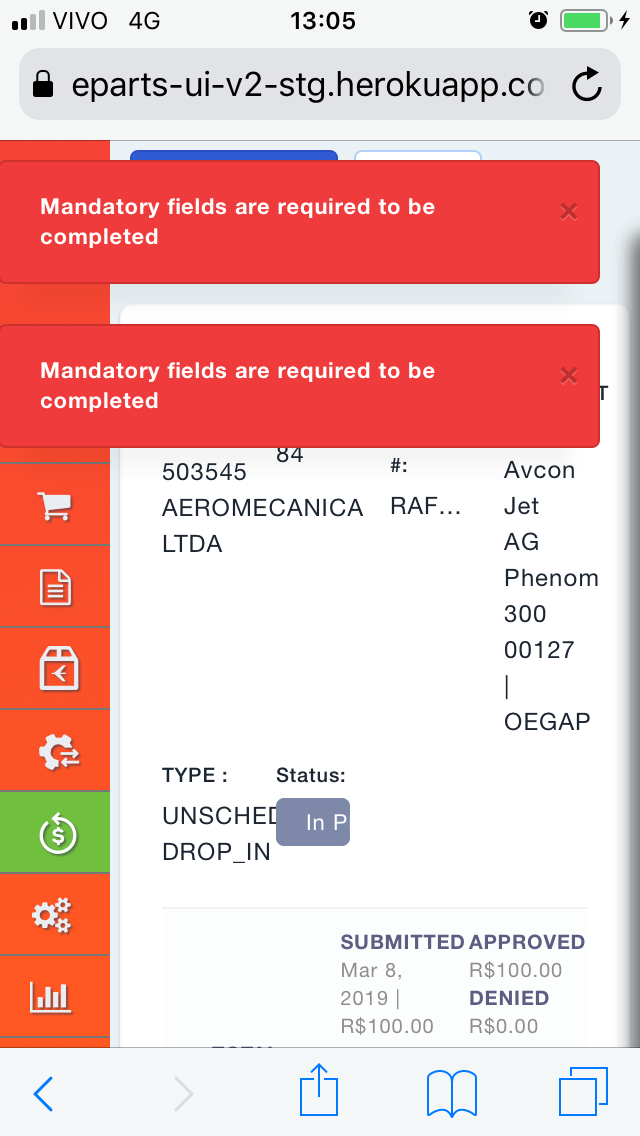 VIVO 4G 13:05
eparts-ui-v2-stg.herokuapp.co
Mandatory fields are required to be
completed
×
Mandatory fields are required to be
completed
×
T
503545
84
#:
AEROMECANICA
LTDA
RAF...
Avcon
Jet
AG
Phenom
300
00127
|
OEGAP
TYPE :
Status:
UNSCHED
DROP_IN
In P
SUBMITTED
Mar 8,
2019 |
R$100.00
APPROVED
R$100.00
DENIED
R$0.00